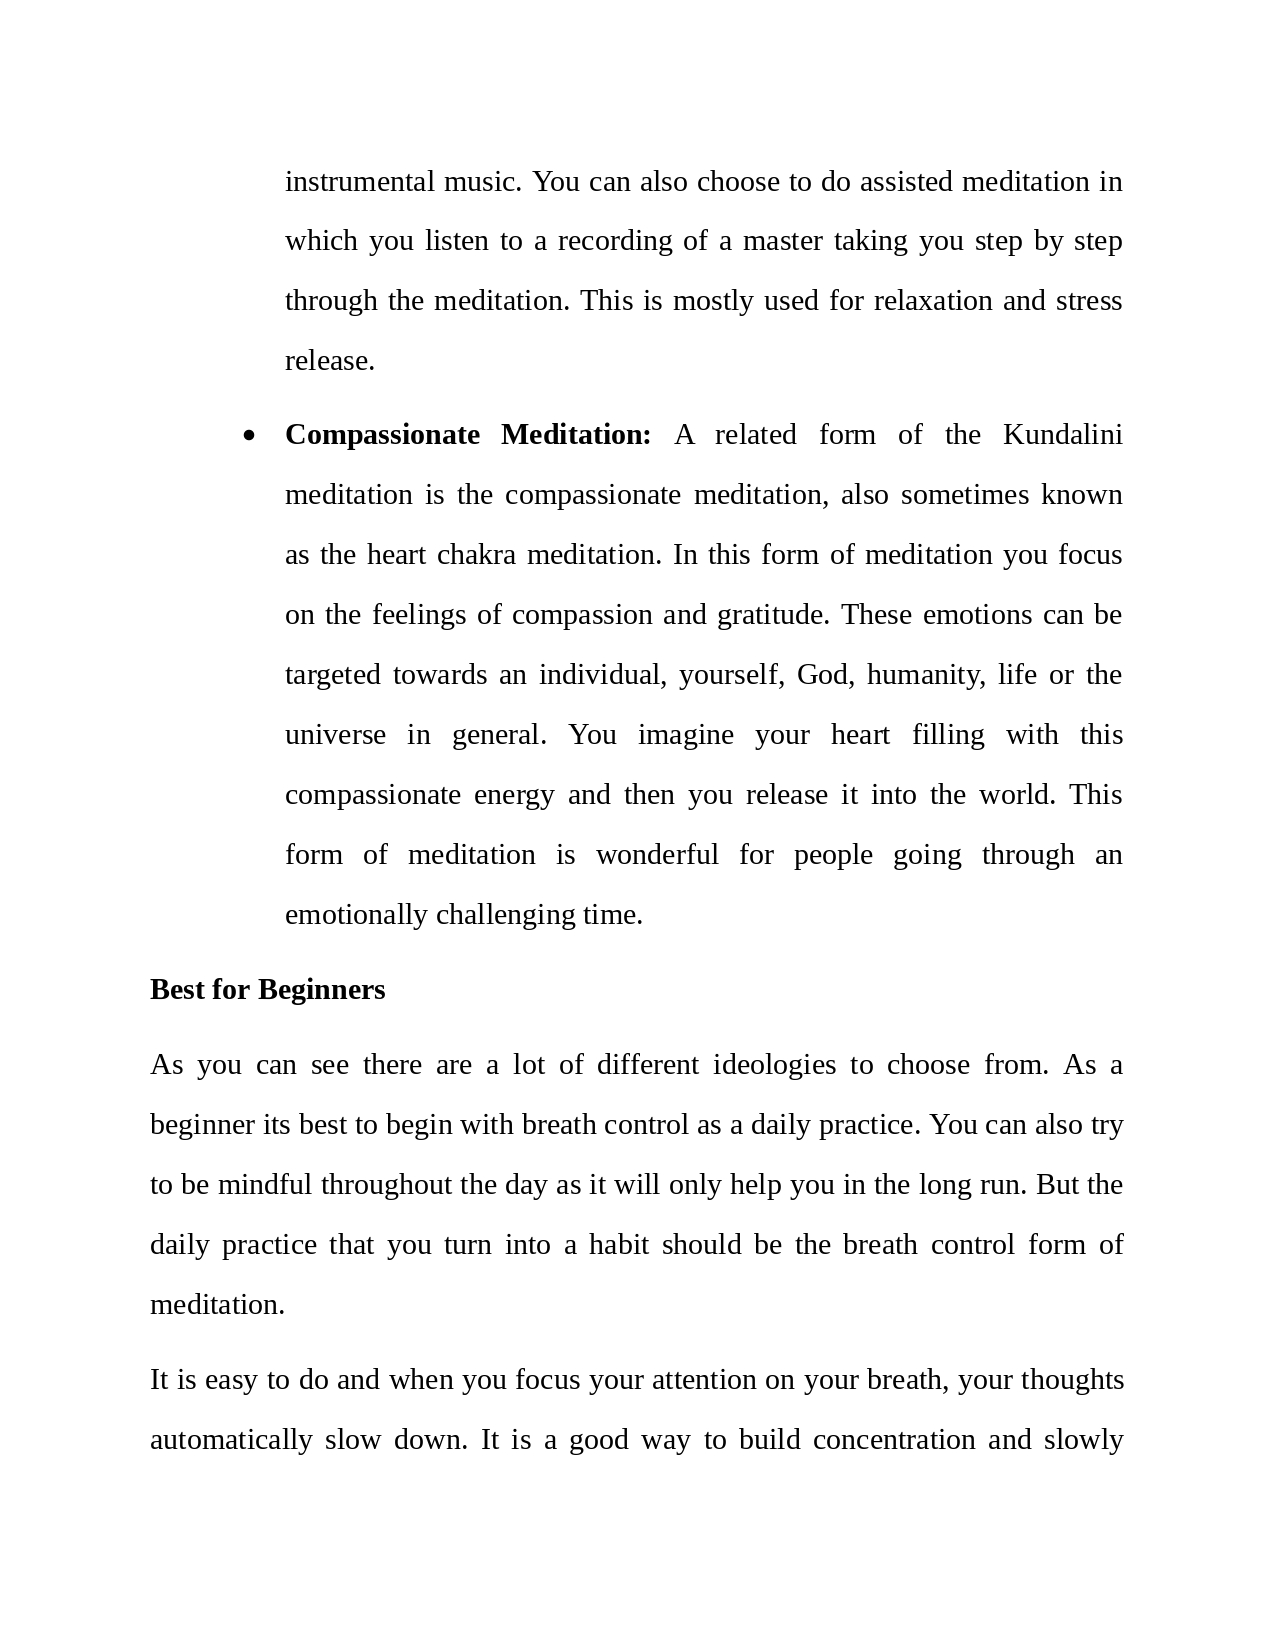 instrumental music. You can also choose to do assisted meditation in
which you listen to a recording of a master taking you step by step
through the meditation. This is mostly used for relaxation and stress
release.
• Compassionate Meditation: A related form of the Kundalini
meditation is the compassionate meditation, also sometimes known
as the heart chakra meditation. In this form of meditation you focus
on the feelings of compassion and gratitude. These emotions can be
targeted towards an individual, yourself, God, humanity, life or the
universe in general. You imagine your heart filling with this
compassionate energy and then you release it into the world. This
form of meditation is wonderful for people going through an
emotionally challenging time.
Best for Beginners
As you can see there are a lot of different ideologies to choose from. As a
beginner its best to begin with breath control as a daily practice. You can also try
to be mindful throughout the day as it will only help you in the long run. But the
daily practice that you turn into a habit should be the breath control form of
meditation.
It is easy to do and when you focus your attention on your breath, your thoughts
automatically slow down. It is a good way to build concentration and slowly